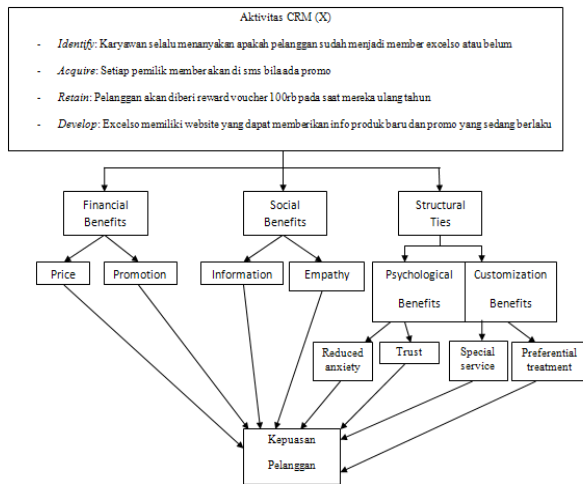 Aktivitas CRM (X)
- Identify: Karyawan selalu menanyakan apakah pelanggan sudah menjadi member excelso atau belum
- Acquire: Setiap pemilik member akan di sms bila ada promo
- Retain: Pelanggan akan diberi reward voucher 100rb pada saat mereka ulang tahun
- Develop: Excelso memiliki website yang dapat memberikan info produk baru dan promo yang sedang berlaku
Financial
Benefits
Social
Benefits
Structural
Ties
Price
Promotion
Information
Empathy
Psychological
Benefits
Customization
Benefits
Reduced
anxiety
Trust
Special
service
Preferential
treatment
Kepuasan
Pelanggan